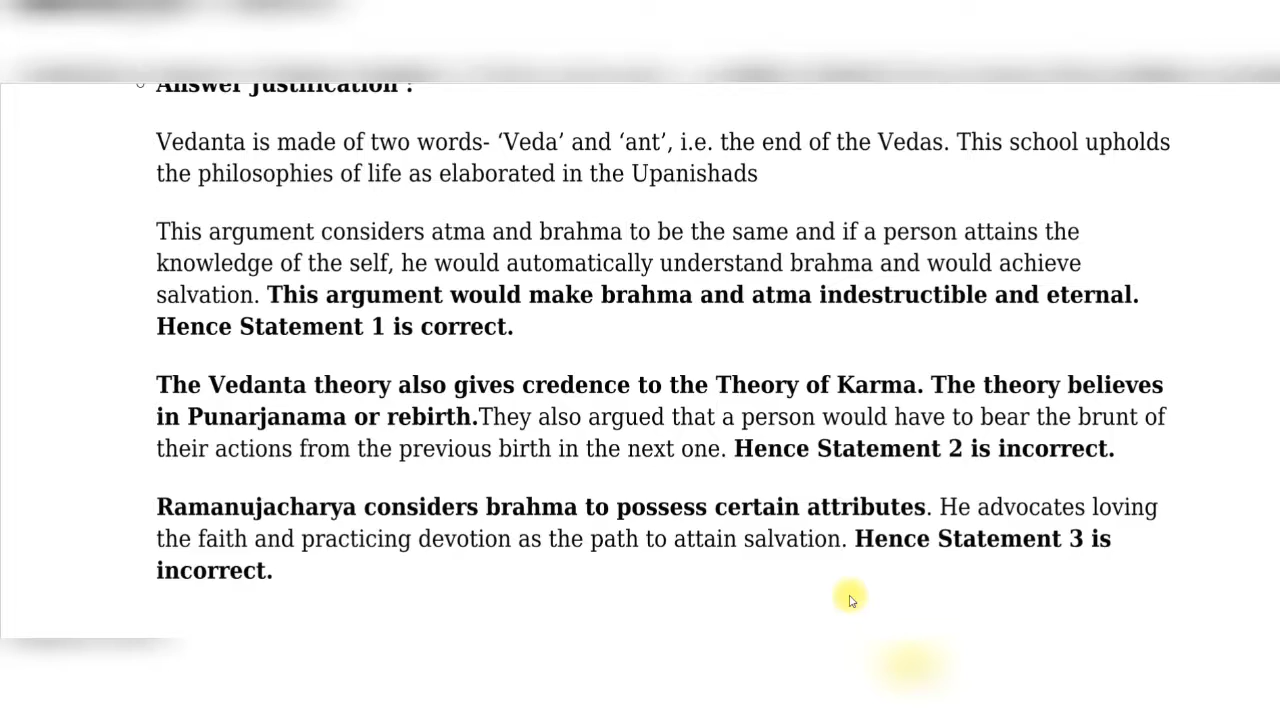 Answer Justification :
Vedanta is made of two words- ‘Veda’ and ‘ant’, i.e. the end of the Vedas. This school upholds
the philosophies of life as elaborated in the Upanishads
This argument considers atma and brahma to be the same and if a person attains the
knowledge of the self, he would automatically understand brahma and would achieve
salvation. This argument would make brahma and atma indestructible and eternal.
Hence Statement 1 is correct.
The Vedanta theory also gives credence to the Theory of Karma. The theory believes
in Punarjanama or rebirth.They also argued that a person would have to bear the brunt of
their actions from the previous birth in the next one. Hence Statement 2 is incorrect.
Ramanujacharya considers brahma to possess certain attributes. He advocates loving
the faith and practicing devotion as the path to attain salvation. Hence Statement 3 is
incorrect.